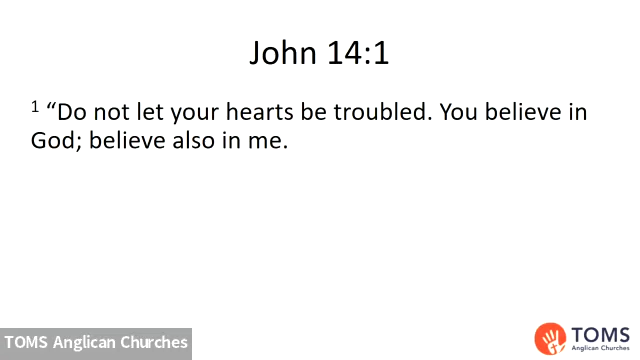 John 14:1
1 “Do not let your hearts be troubled. You believe in
God; believe also in me.
TOMS Anglican Churches
TOMS
Anglican Churches